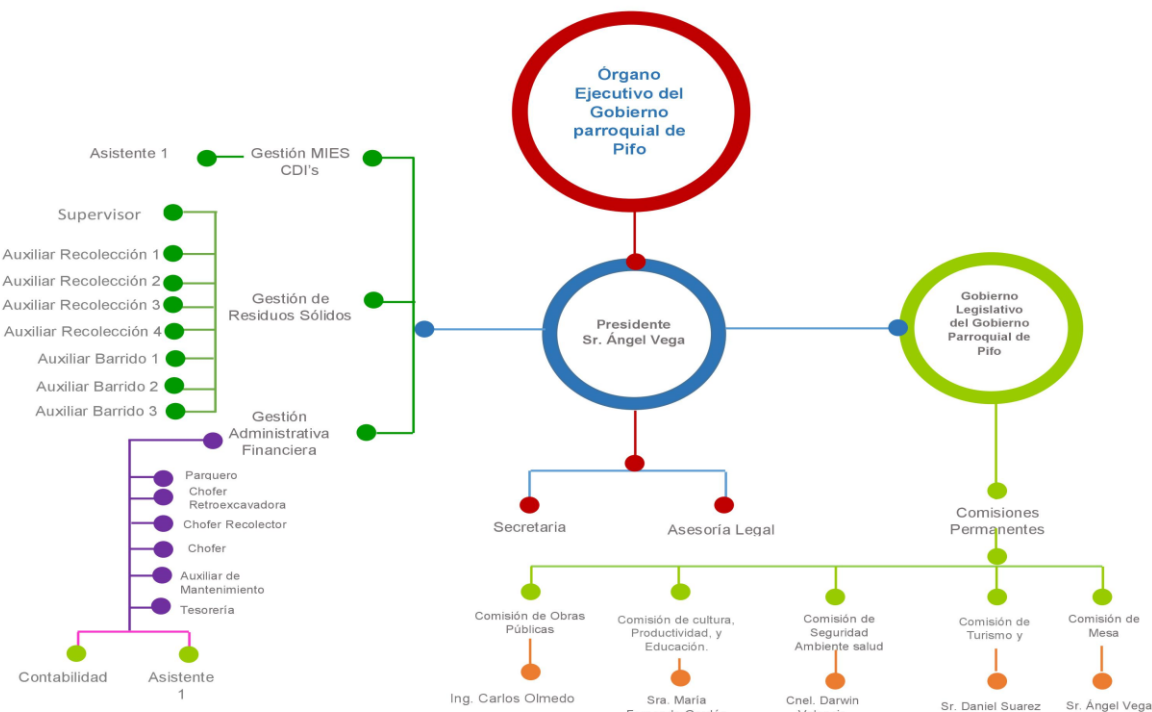 Órgano
Ejecutivo del
Gobierno
parroquial de
Pifo
Asistente 1
Gestión MIES
CDI's
Supervisor
Auxiliar Recolección 1
Auxiliar Recolección 2
Auxiliar Recolección 3
Auxiliar Recolección 4
Auxiliar Barrido 1
Auxiliar Barrido 2
Auxiliar Barrido 3
Gestión de
Residuos Sólidos
Gestión
Administrativa
Financiera
Parquero
Chofer
Retroexcavadora
Chofer Recolector
Chofer
Auxiliar de
Mantenimiento
Tesorería
Contabilidad
Asistente
1
Presidente
Sr. Ángel Vega
Secretaria
Asesoría Legal
Gobierno
Legislativo
del Gobierno
Parroquial de
Pifo
Comisiones
Permanentes
Comisión de Obras
Públicas
Ing. Carlos Olmedo
Comisión de cultura,
Productividad, y
Educación.
Sra. María
Comisión de
Seguridad
Ambiente salud
Cnel. Darwin
Comisión de
Turismo y
Sr. Daniel Suarez
Comisión de
Mesa
Sr. Ángel Vega